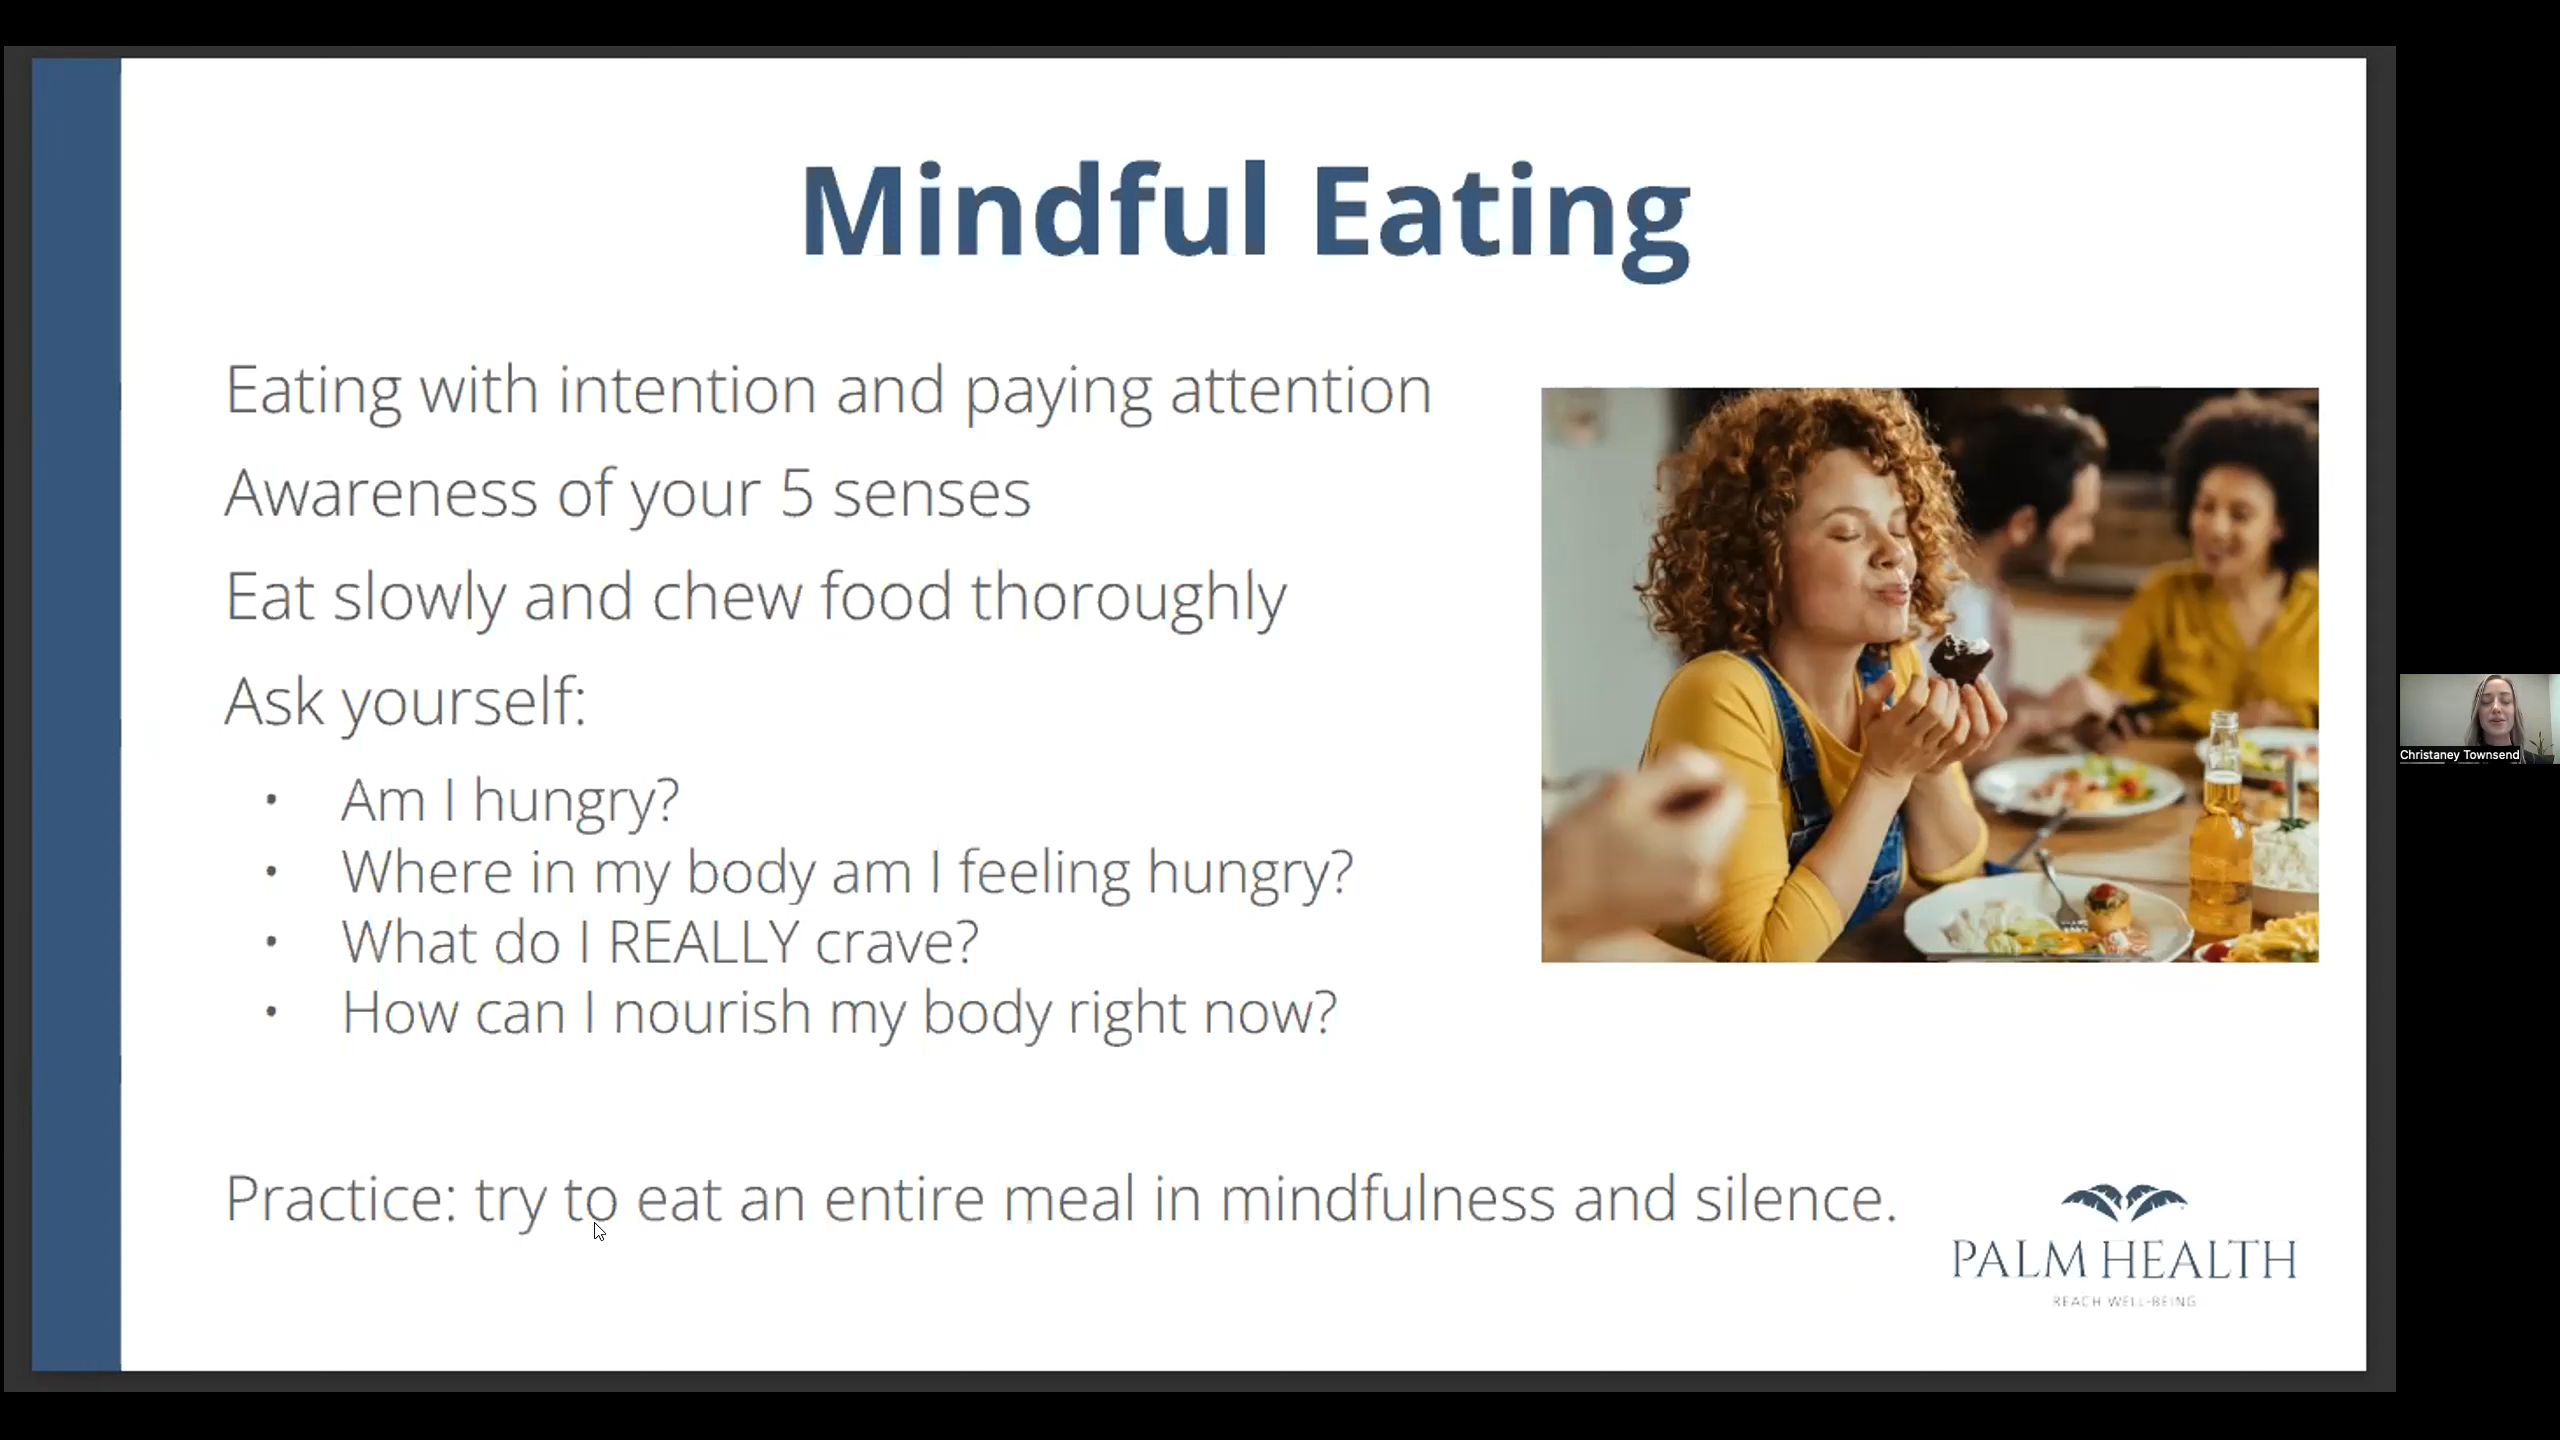 Mindful Eating
Eating with intention and paying attention
Awareness of your 5 senses
Eat slowly and chew food thoroughly
Ask yourself:
• Am I hungry?
• Where in my body am I feeling hungry?
• What do I REALLY crave?
• How can I nourish my body right now?
Practice: try to eat an entire meal in mindfulness and silence.
PALM HEALTH
REACH WELL-BEING
Christaney Townsend